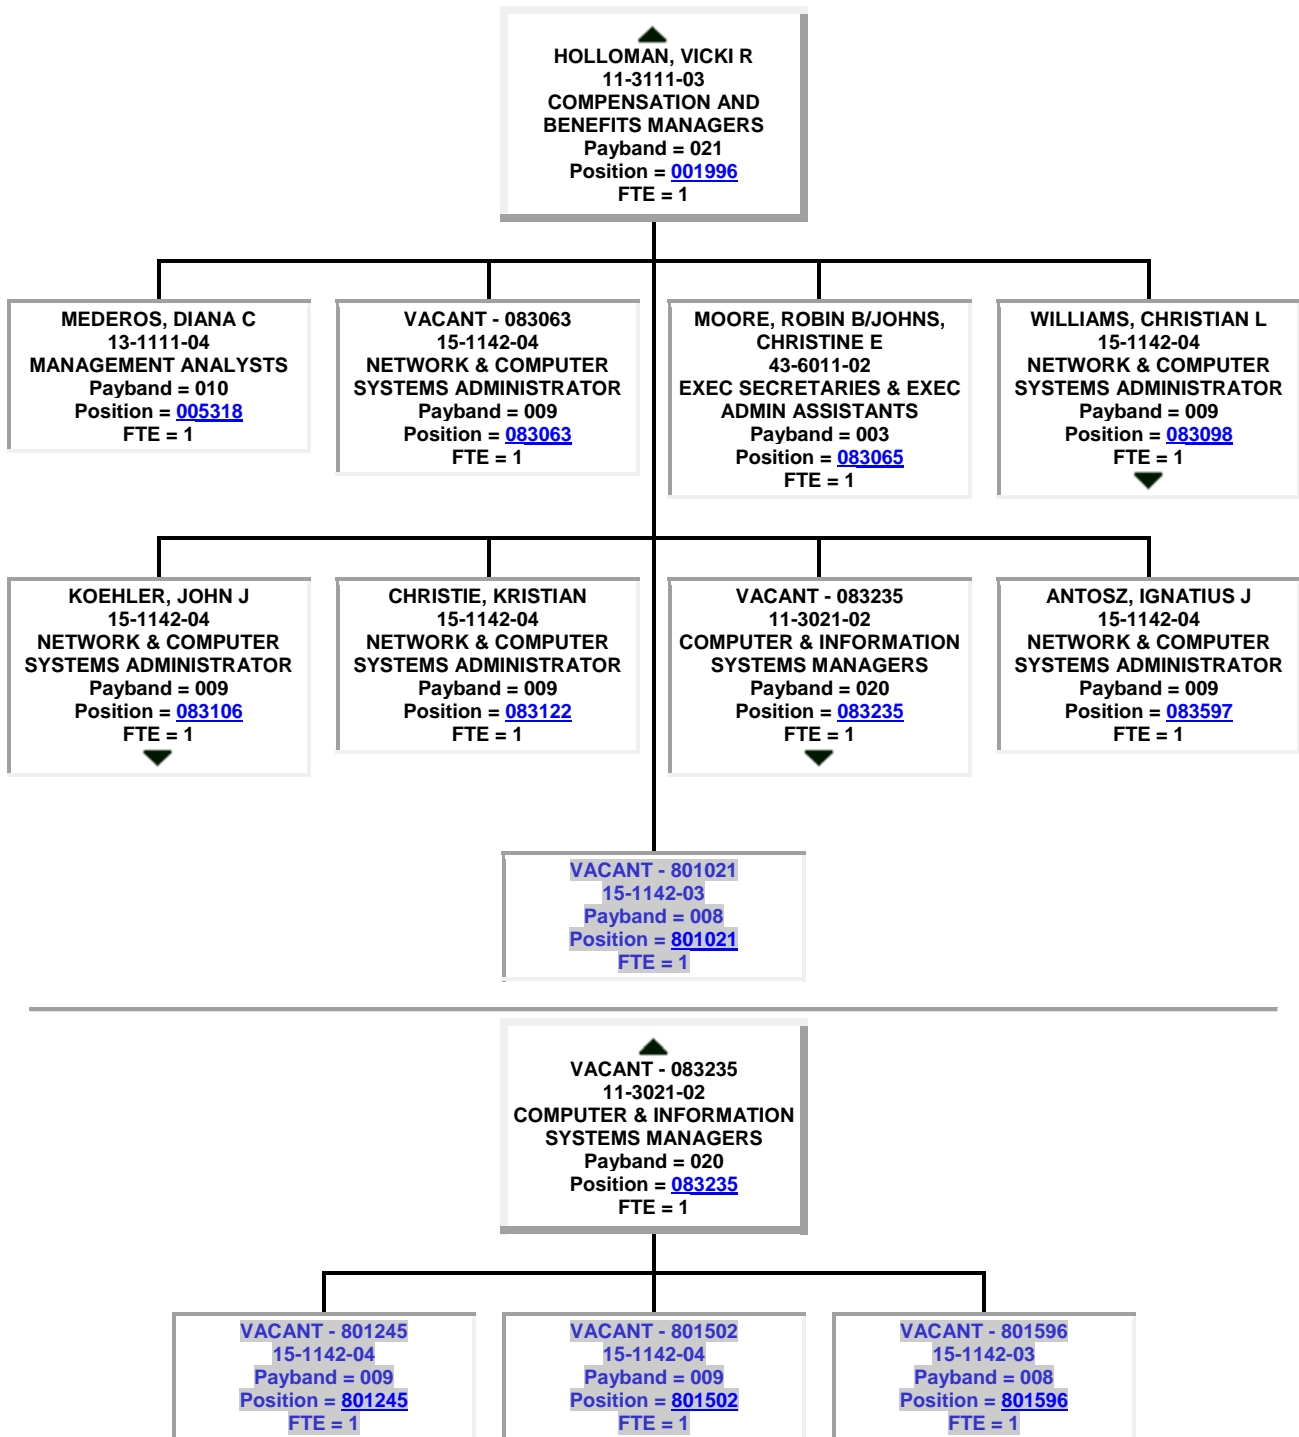 HOLLOMAN, VICKI R
11-3111-03
COMPENSATION AND
BENEFITS MANAGERS
Payband = 021
Position = 001996
FTE = 1
MEDEROS, DIANA C
13-1111-04
MANAGEMENT ANALYSTS
Payband = 010
Position = 005318
FTE = 1
VACANT - 083063
15-1142-04
NETWORK & COMPUTER
SYSTEMS ADMINISTRATOR
Payband = 009
Position = 083063
FTE = 1
MOORE, ROBIN B/JOHNS,
CHRISTINE E
43-6011-02
EXEC SECRETARIES & EXEC
ADMIN ASSISTANTS
Payband = 003
Position = 083065
FTE = 1
WILLIAMS, CHRISTIAN L
15-1142-04
NETWORK & COMPUTER
SYSTEMS ADMINISTRATOR
Payband = 009
Position = 083098
FTE = 1
KOEHLER, JOHN J
15-1142-04
NETWORK & COMPUTER
SYSTEMS ADMINISTRATOR
Payband = 009
Position = 083106
FTE = 1
CHRISTIE, KRISTIAN
15-1142-04
NETWORK & COMPUTER
SYSTEMS ADMINISTRATOR
Payband = 009
Position = 083122
FTE = 1
VACANT - 083235
11-3021-02
COMPUTER & INFORMATION
SYSTEMS MANAGERS
Payband = 020
Position = 083235
FTE = 1
ANTOSZ, IGNATIUS J
15-1142-04
NETWORK & COMPUTER
SYSTEMS ADMINISTRATOR
Payband = 009
Position = 083597
FTE = 1
VACANT - 801021
15-1142-03
Payband = 008
Position = 801021
FTE = 1
VACANT - 083235
11-3021-02
COMPUTER & INFORMATION
SYSTEMS MANAGERS
Payband = 020
Position = 083235
FTE = 1
VACANT - 801245
15-1142-04
Payband = 009
Position = 801245
FTE = 1
VACANT - 801502
15-1142-04
Payband = 009
Position = 801502
FTE = 1
VACANT - 801596
15-1142-03
Payband = 008
Position = 801596
FTE = 1